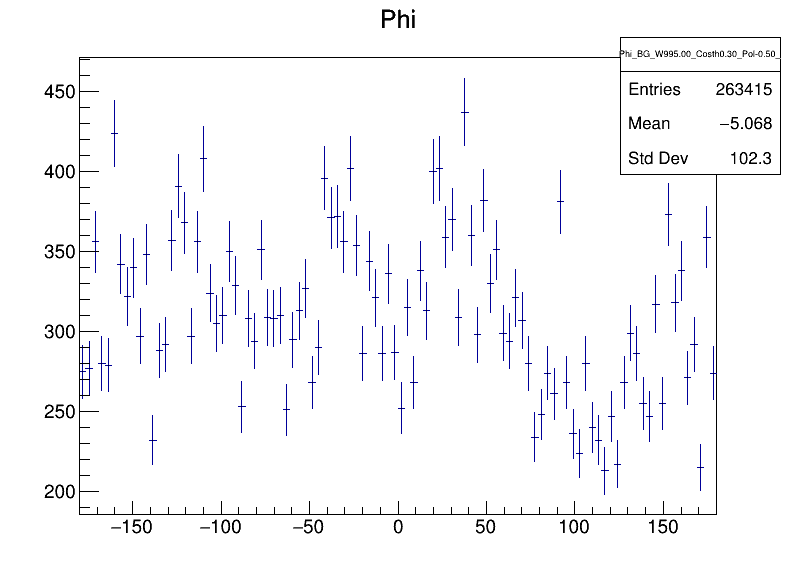 Phi
Phi_BG_W995.00_Costh0.30_Pol-0.50_
Entries 263415
Mean −5.068
Std Dev 102.3
450
400
350
300
250
200
−150 −100 −50 0 50 100 150